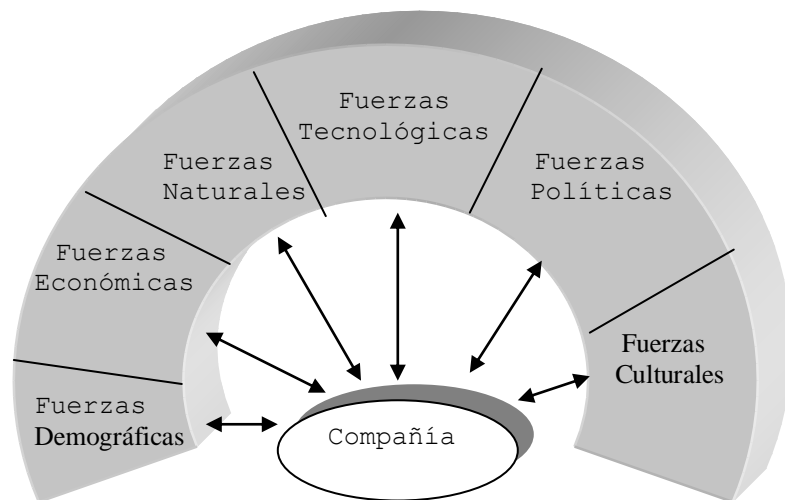 Fuerzas
Tecnológicas
Fuerzas
Naturales
Fuerzas
Políticas
Fuerzas
Económicas
Fuerzas
Culturales
Fuerzas
Demográficas
Compañía